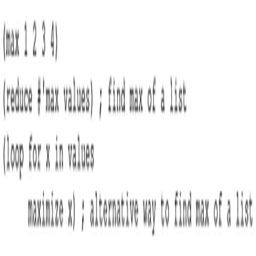 (max 1 2 3 4)
(reduce #'max values) ; find max of a list
(loop for x in values
maximize x) ; alternative way to find max of a list